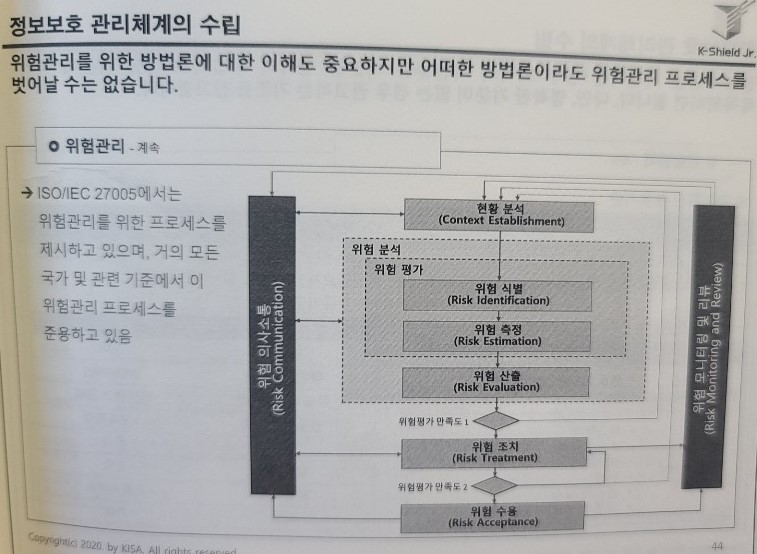 정보보호 관리체계의 수립
K-Shield Jr.
위험관리를 위한 방법론에 대한 이해도 중요하지만 어떠한 방법론이라도 위험관리 프로세스를
벗어날 수는 없습니다.
위험관리 - 계속
➔ ISO/IEC 27005에서는
위험관리를 위한 프로세스를
제시하고 있으며, 거의 모든
국가 및 관련 기준에서 이
위험관리 프로세스를
준용하고 있음
위험 의사소통
(Risk Communication)
현황 분석
(Context Establishment)
위험 분석
위험 평가
위험 식별
(Risk Identification)
위험 측정
(Risk Estimation)
위험 산출
(Risk Evaluation)
위험평가 만족도 1
위험 조치
(Risk Treatment)
위험평가 만족도 2
위험 수용
(Risk Acceptance)
위험 모니터링 및 리뷰
(Risk Monitoring and Review)
Copyright(c) 2020. by KISA. All rights reserved
44